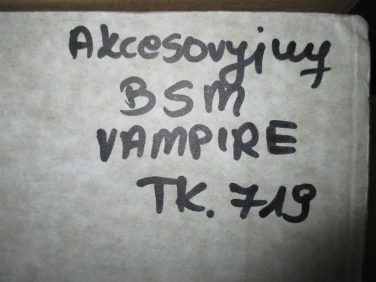 Akcesoryjny
BSM
VAMPIRE
TK. 719